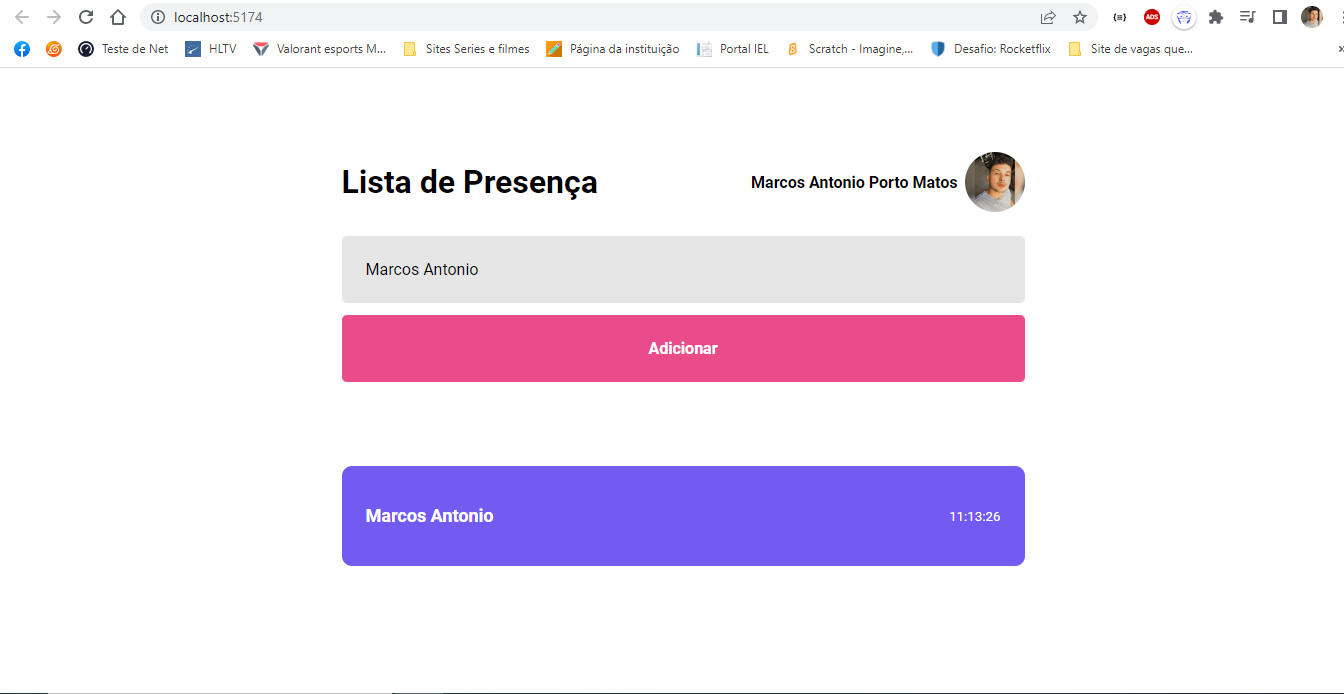 localhost:5174
ADS
Teste de Net HLTV Valorant esports M... Sites Series e filmes Página da instituição Portal IEL Scratch - Imagine,... Desafio: Rocketflix Site de vagas que... »
Lista de Presença
Marcos Antonio Porto Matos
Marcos Antonio
Adicionar
Marcos Antonio 11:13:26